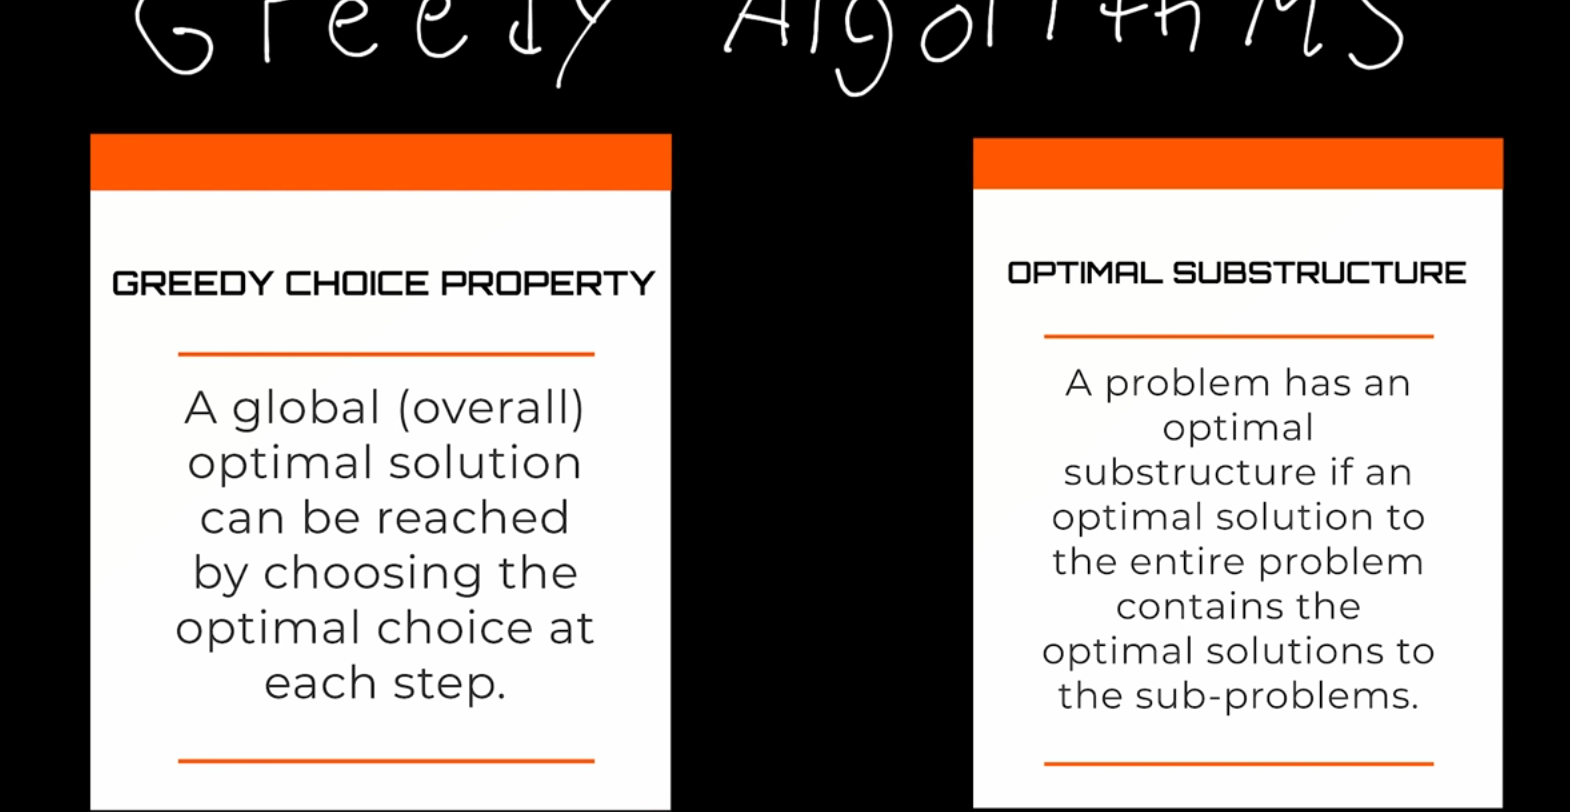 Greedy Algorithms
GREEDY CHOICE PROPERTY
A global (overall)
optimal solution
can be reached
by choosing the
optimal choice at
each step.
OPTIMAL SUBSTRUCTURE
A problem has an
optimal
substructure if an
optimal solution to
the entire problem
contains the
optimal solutions to
the sub-problems.